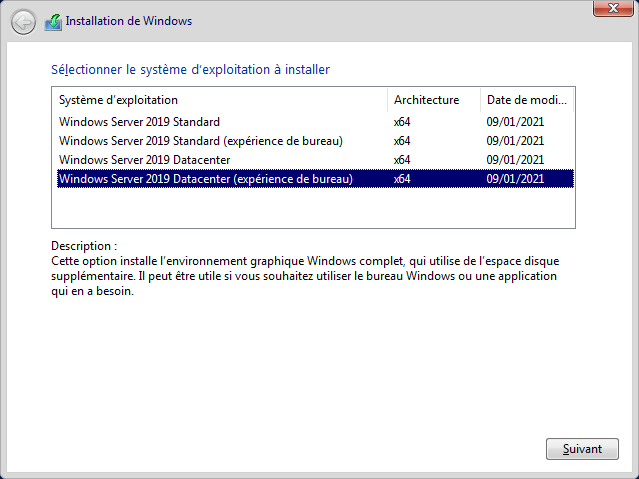 Installation de Windows
Sélectionner le système d'exploitation à installer
Système d'exploitation Architecture Date de modi...
Windows Server 2019 Standard x64 09/01/2021
Windows Server 2019 Standard (expérience de bureau) x64 09/01/2021
Windows Server 2019 Datacenter x64 09/01/2021
Windows Server 2019 Datacenter (expérience de bureau) x64 09/01/2021
Description :
Cette option installe l'environnement graphique Windows complet, qui utilise de l'espace disque
supplémentaire. Il peut être utile si vous souhaitez utiliser le bureau Windows ou une application
qui en a besoin.
Suivant